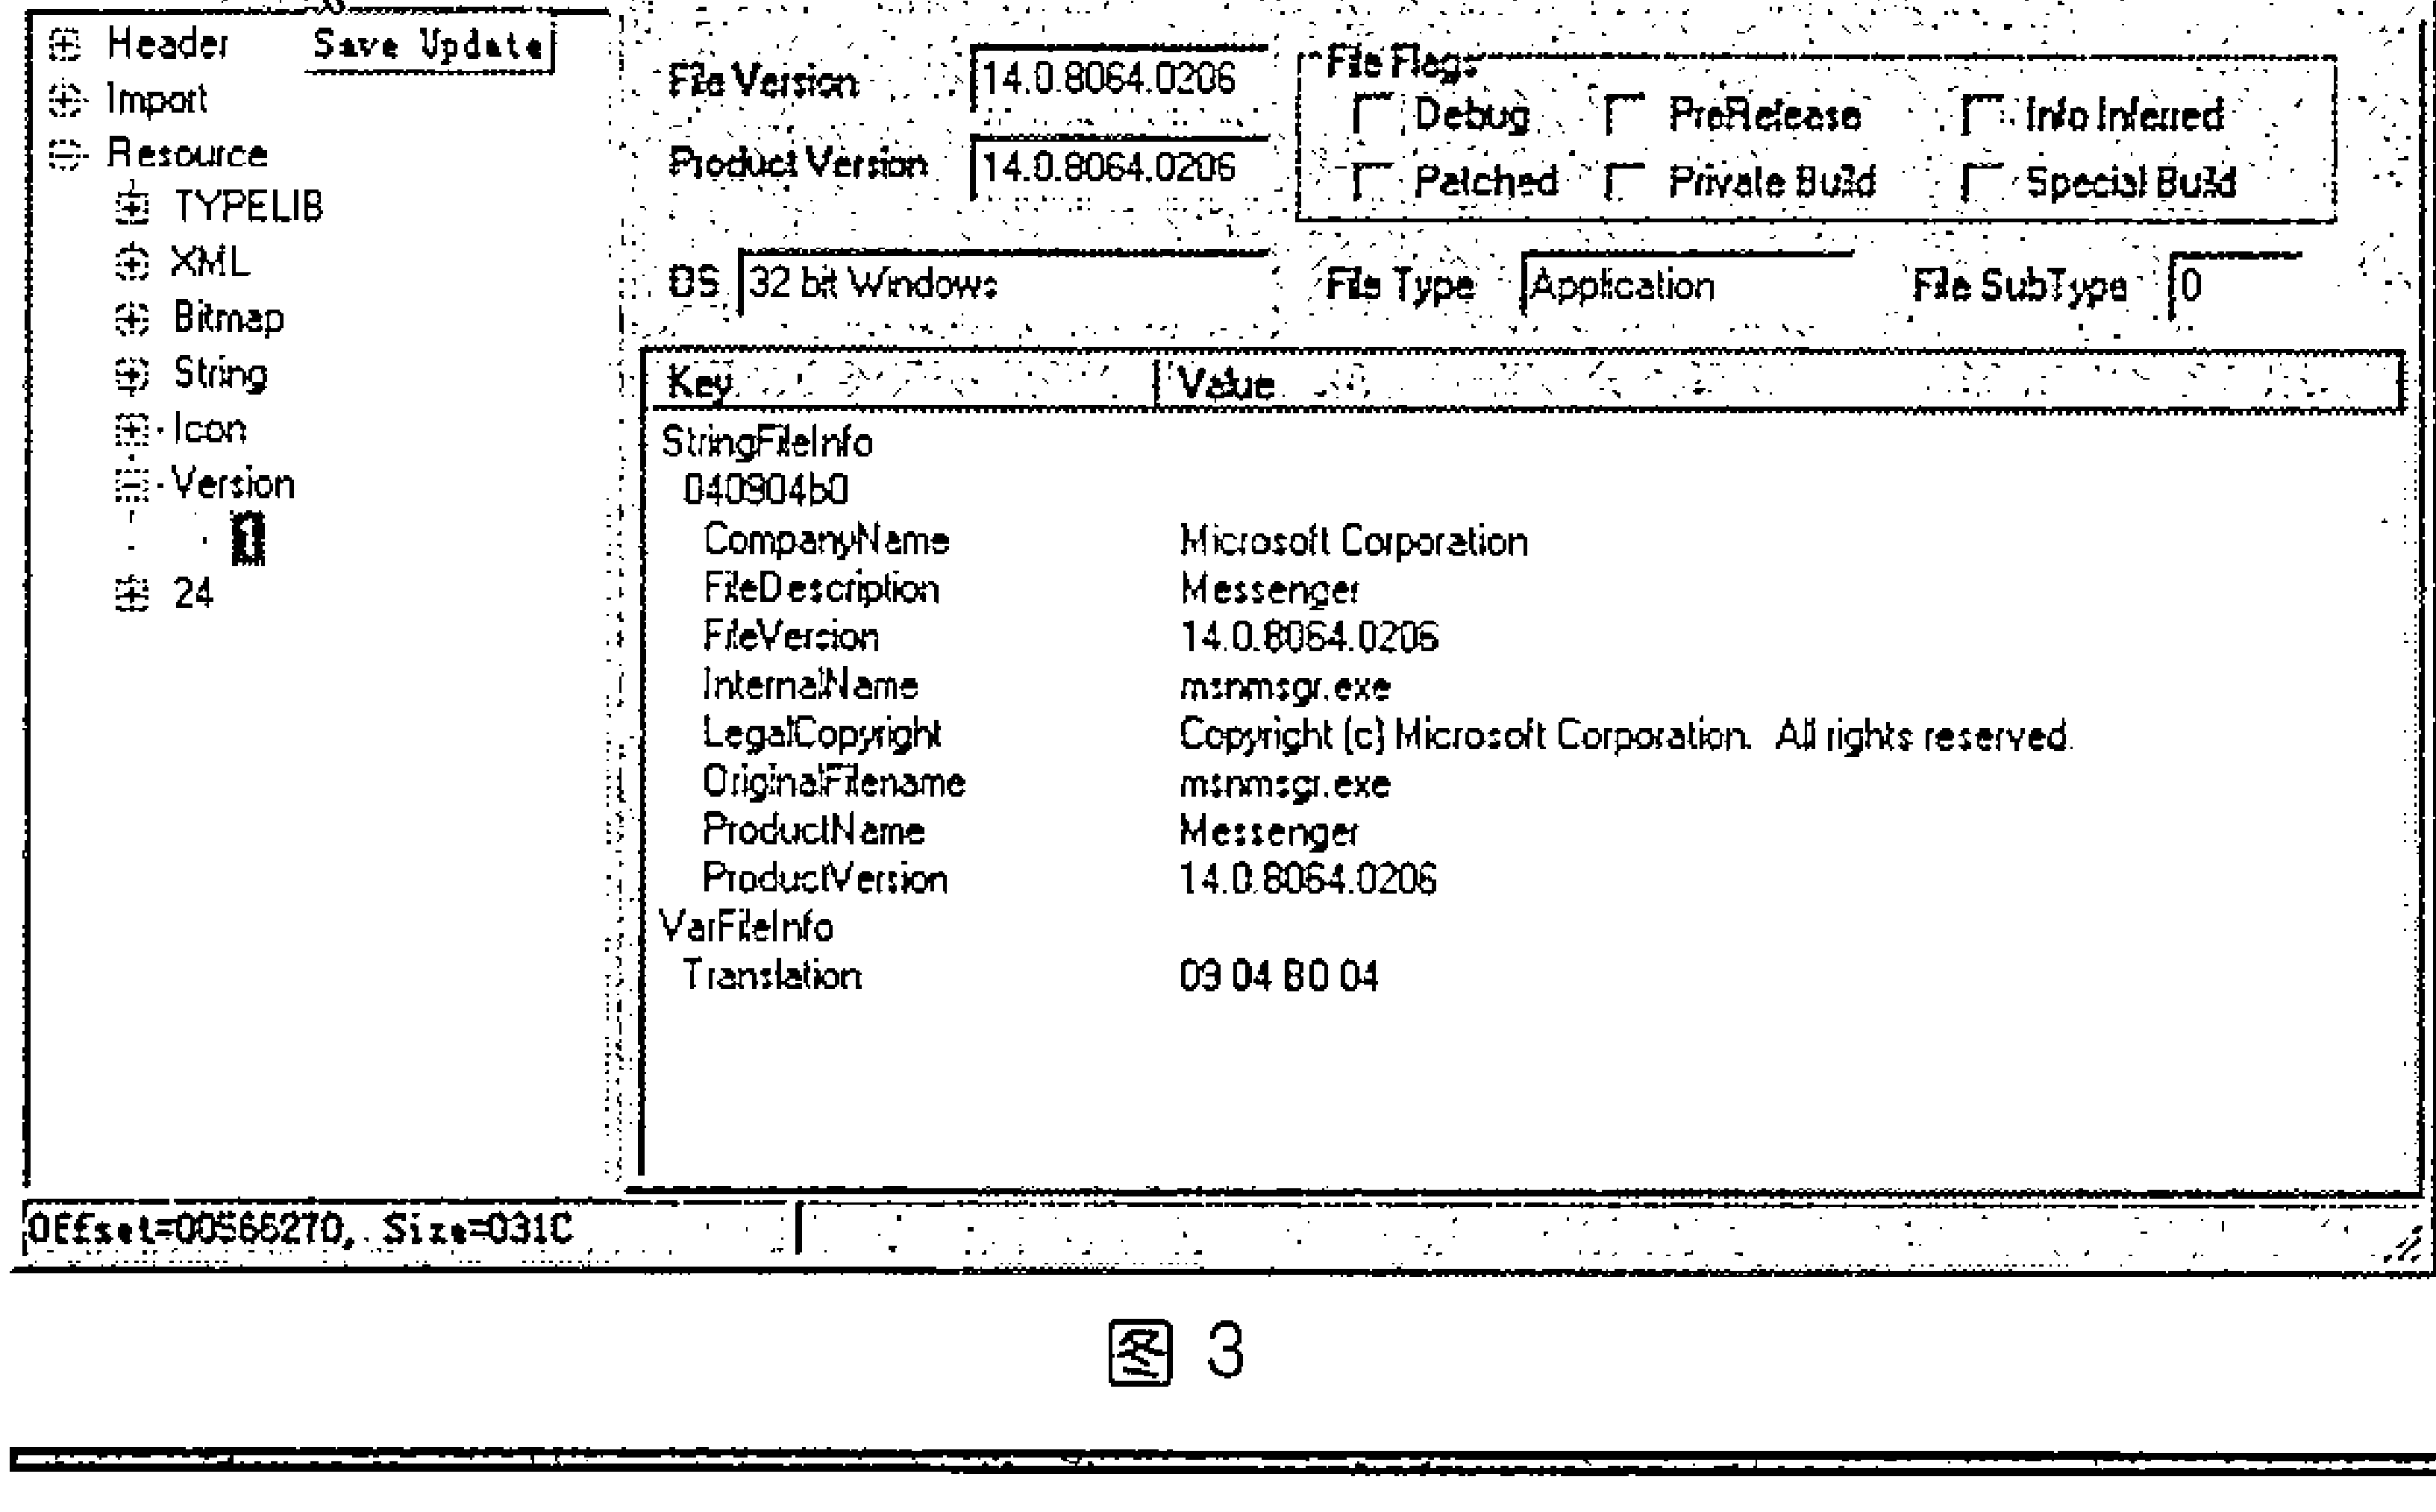 Header Save Update
Import
Resource
TYPELIB
XML
Bitmap
String
Icon
Version
1
24
File Version 14.0.8064.0206
Product Version 14.0.8064.0206
File Flags
Debug PreRelease Info Inferred
Patched Private Build Special Build
OS 32 bit Windows File Type Application File SubType 0
Key Value
StringFileInfo
040904b0
CompanyName Microsoft Corporation
FileDescription Messenger
FileVersion 14.0.8064.0206
InternalName msnmsgr.exe
LegalCopyright Copyright (c) Microsoft Corporation. All rights reserved.
OriginalFilename msnmsgr.exe
ProductName Messenger
ProductVersion 14.0.8064.0206
VarFileInfo
Translation 09 04 B0 04
Offset=00566270, Size=031C
图 3